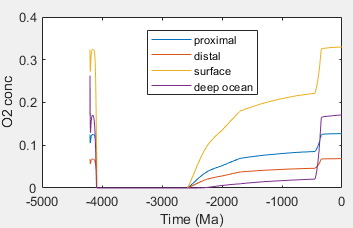 0.4
0.3
0.2
0.1
0
O2 conc
proximal
distal
surface
deep ocean
-5000 -4000 -3000 -2000 -1000 0
Time (Ma)